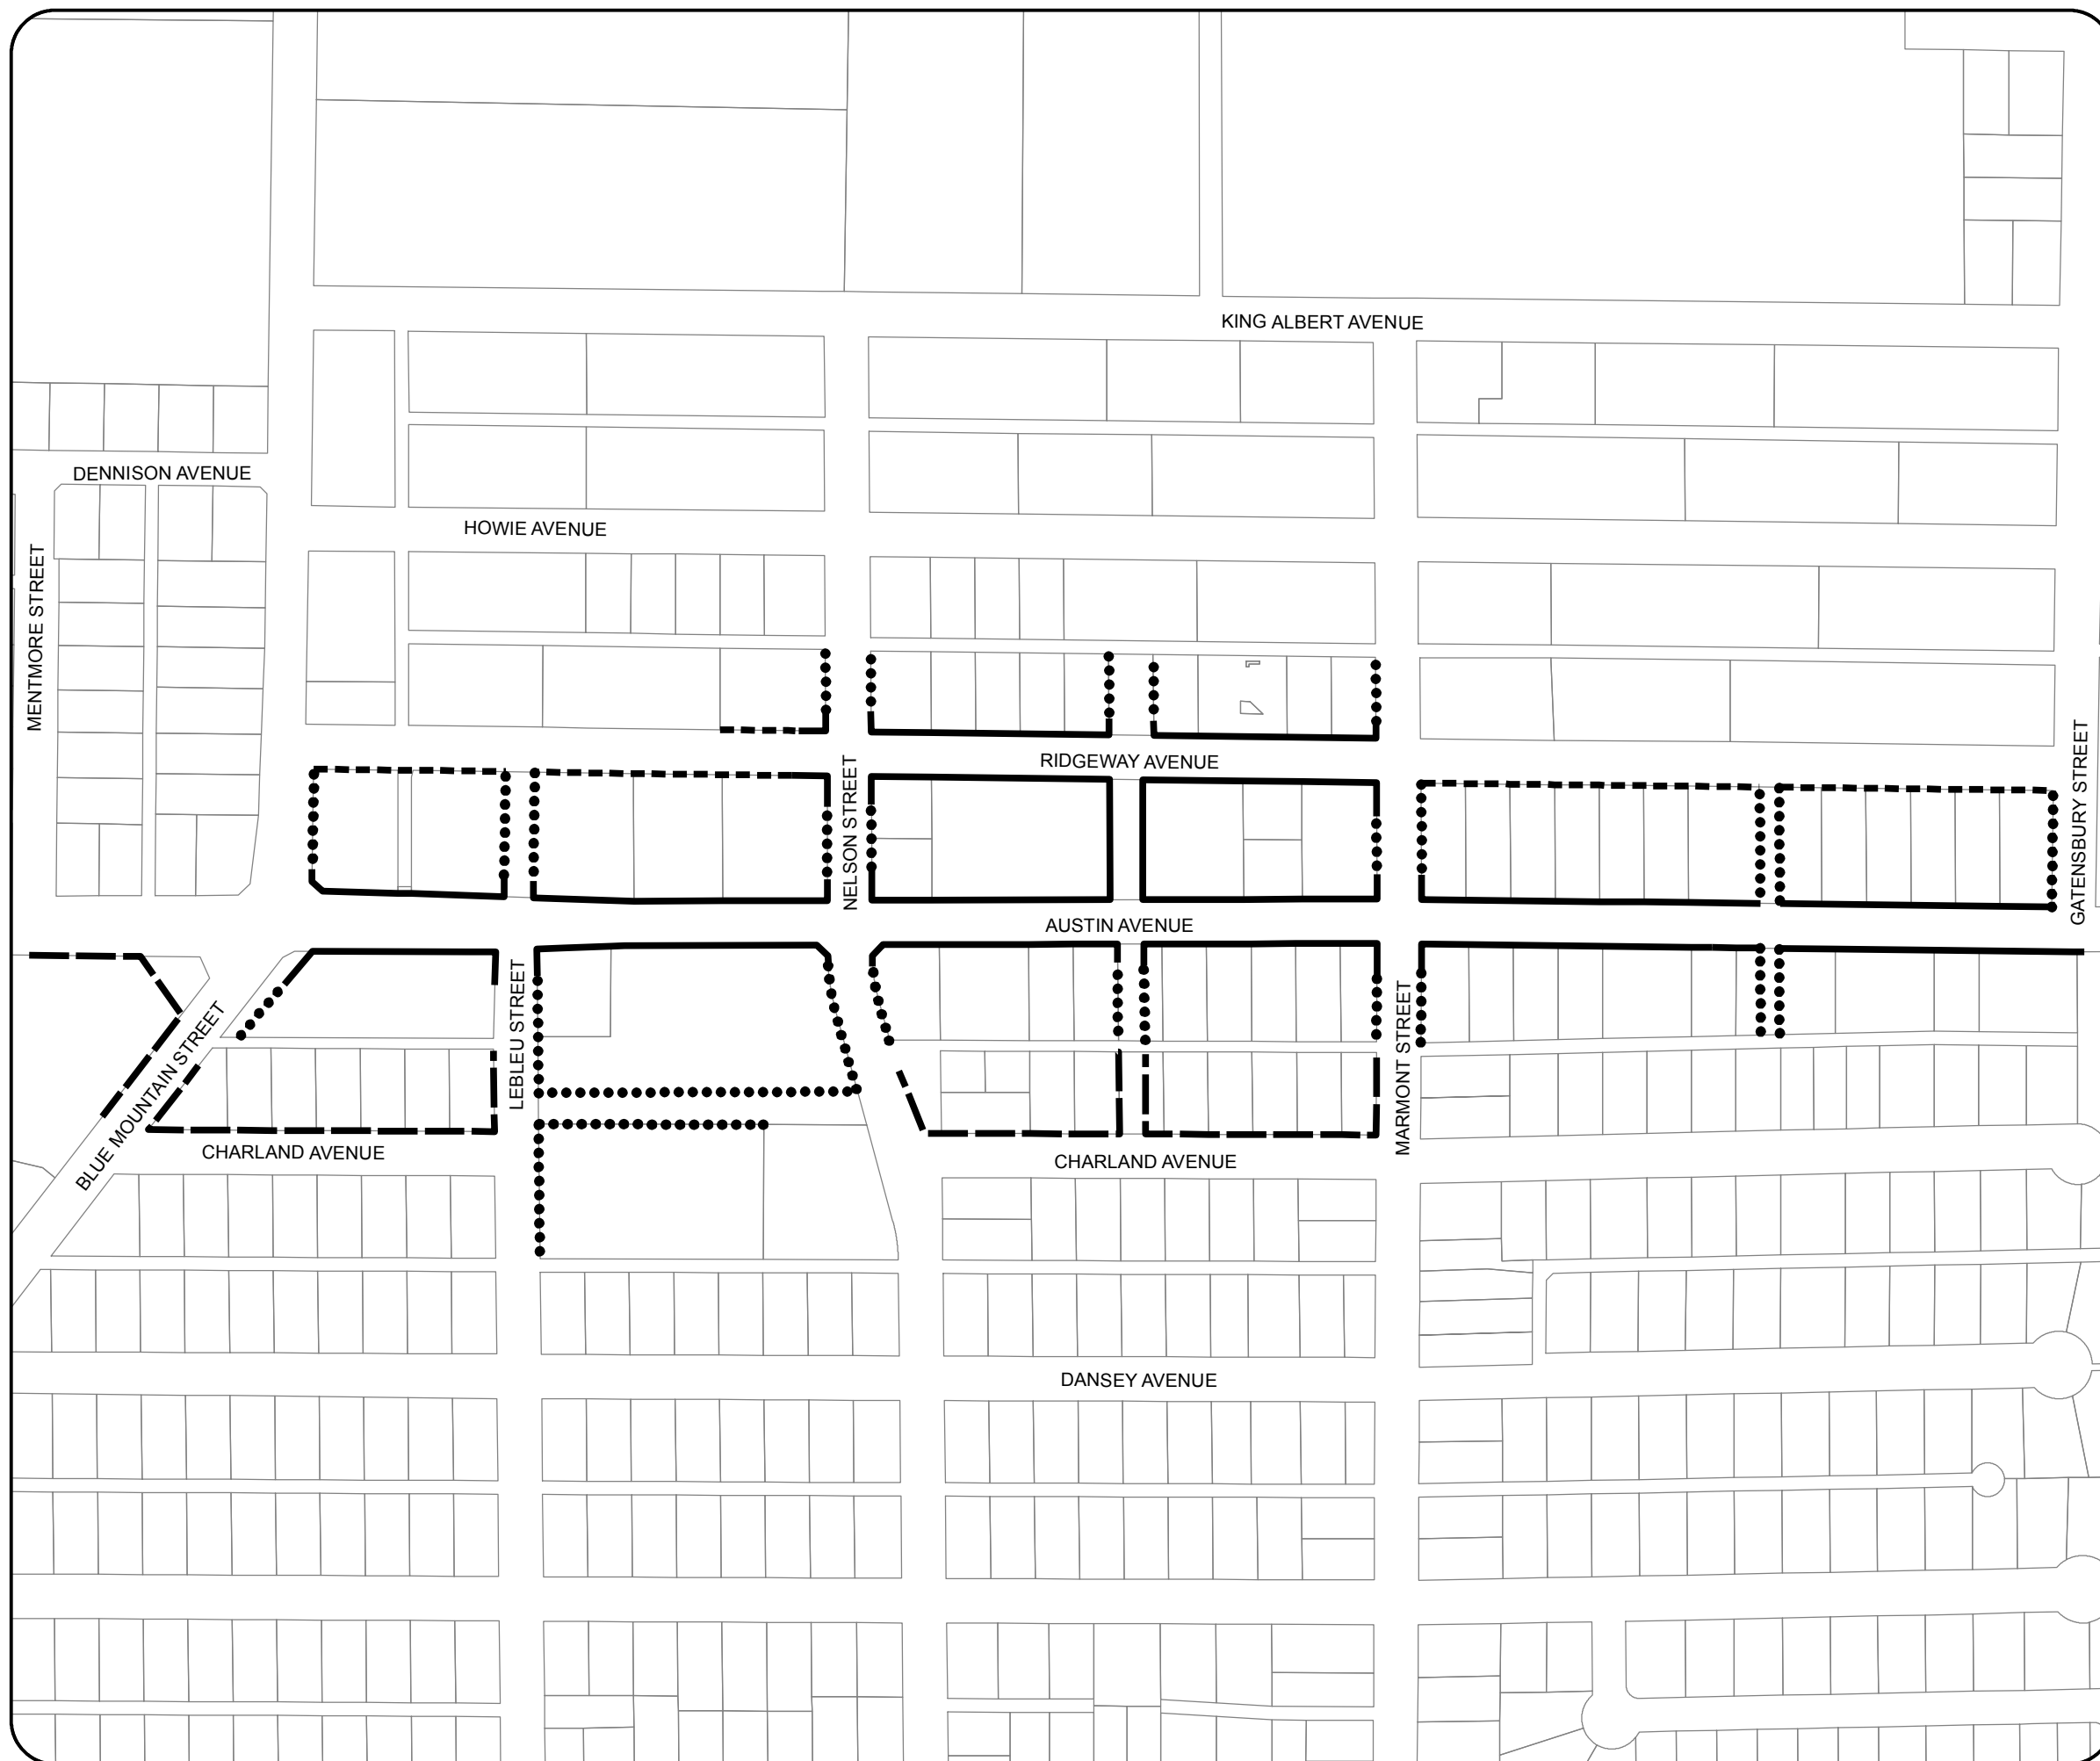 KING ALBERT AVENUE
DENNISON AVENUE
HOWIE AVENUE
MENTMORE STREET
RIDGEWAY AVENUE
NELSON STREET
GATENSBURY STREET
AUSTIN AVENUE
LEBLEU STREET
MARMONT STREET
BLUE MOUNTAIN STREET
CHARLAND AVENUE
CHARLAND AVENUE
DANSEY AVENUE